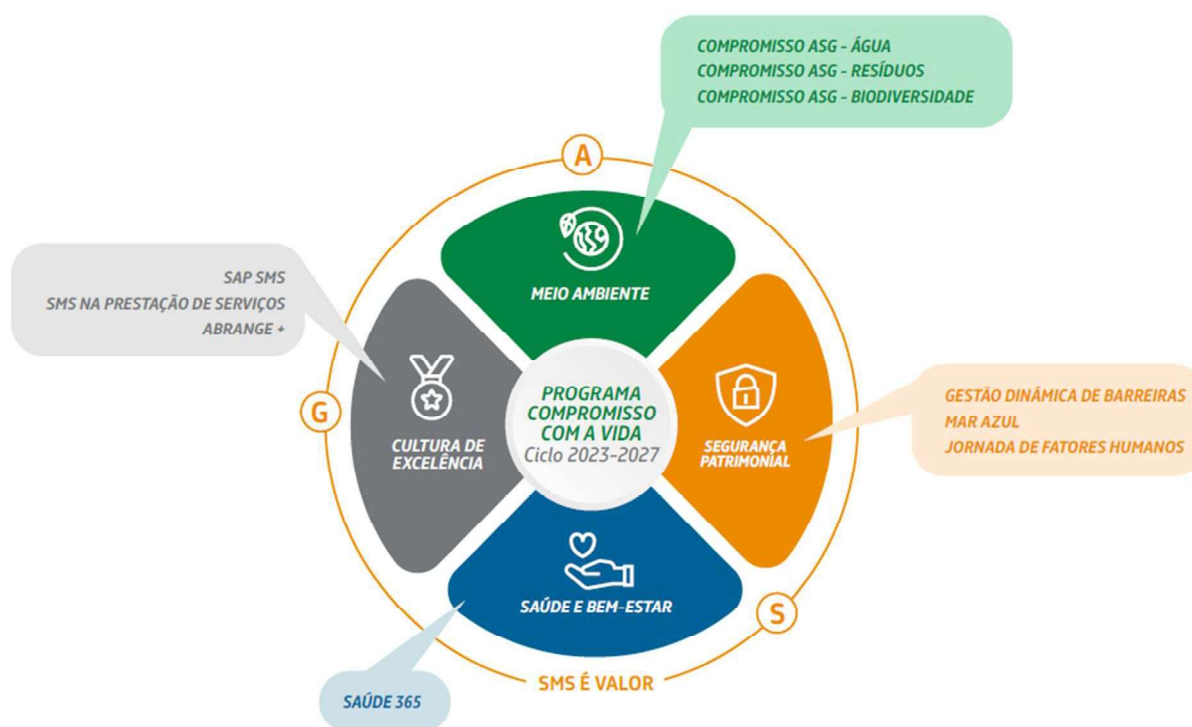 COMPROMISSO ASG - ÁGUA
COMPROMISSO ASG - RESÍDUOS
COMPROMISSO ASG - BIODIVERSIDADE
A
MEIO AMBIENTE
SAP SMS
SMS NA PRESTAÇÃO DE SERVIÇOS
ABRANGE +
G
CULTURA DE
EXCELÊNCIA
PROGRAMA
COMPROMISSO
COM A VIDA
Ciclo 2023-2027
SEGURANÇA
PATRIMONIAL
GESTÃO DINÂMICA DE BARREIRAS
MAR AZUL
JORNADA DE FATORES HUMANOS
SAÚDE E BEM-ESTAR
S
SMS É VALOR
SAÚDE 365